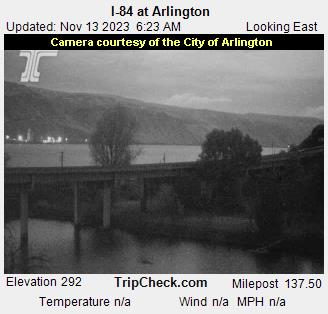 I-84 at Arlington
Updated: Nov 13 2023 6:23 AM Looking East
Camera courtesy of the City of Arlington
Elevation 292 TripCheck.com Milepost 137.50
Temperature n/a Wind n/a MPH n/a